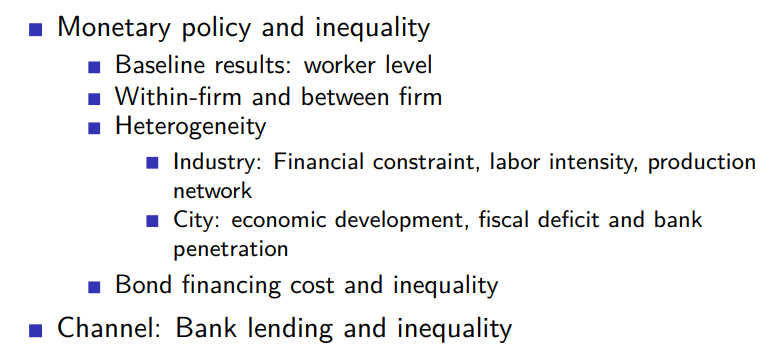 Monetary policy and inequality
Baseline results: worker level
Within-firm and between firm
Heterogeneity
Industry: Financial constraint, labor intensity, production
network
City: economic development, fiscal deficit and bank
penetration
Bond financing cost and inequality
Channel: Bank lending and inequality